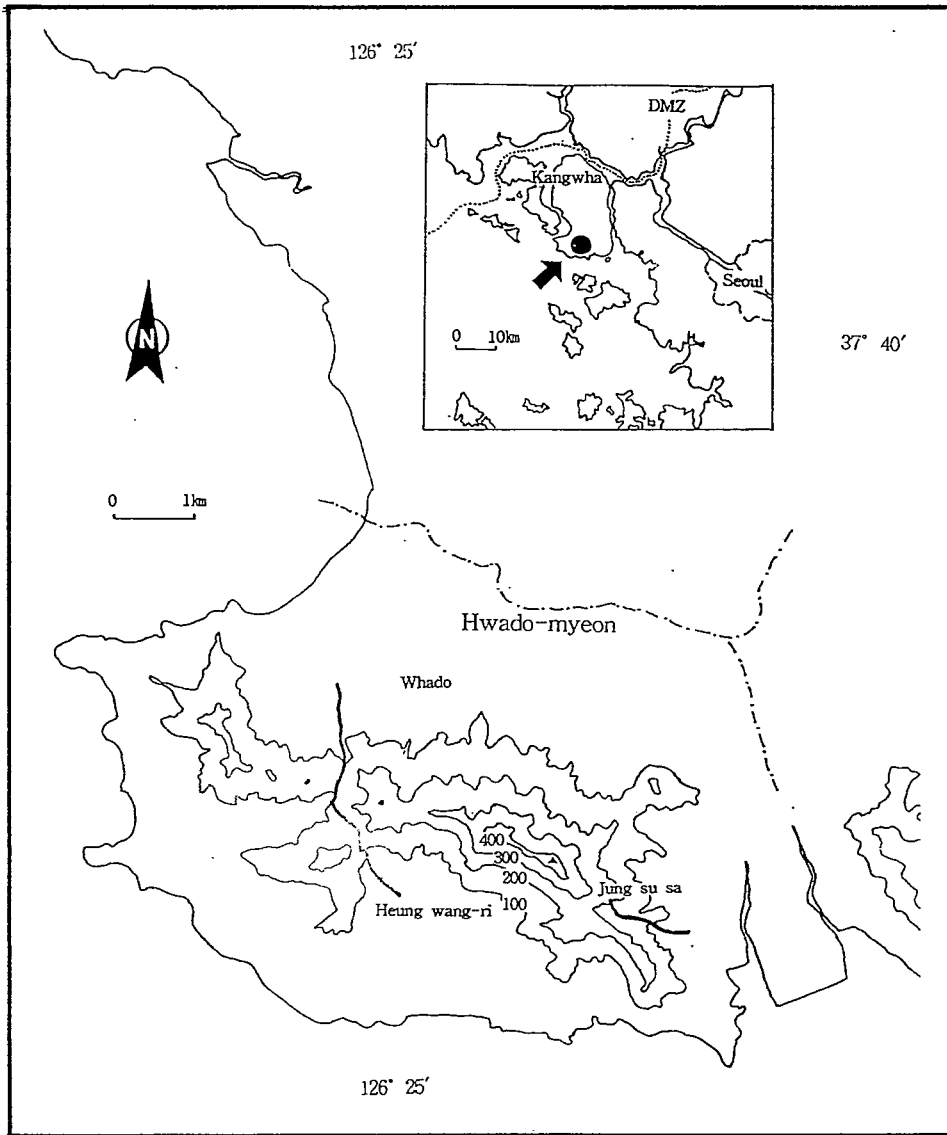 126° 25′
DMZ
Kangwha
Seoul
0 10km
37° 40′
N
0 1km
Hwado-myeon
Whado
400
300
200
100
Jung su sa
Heung wang-ri
126° 25′